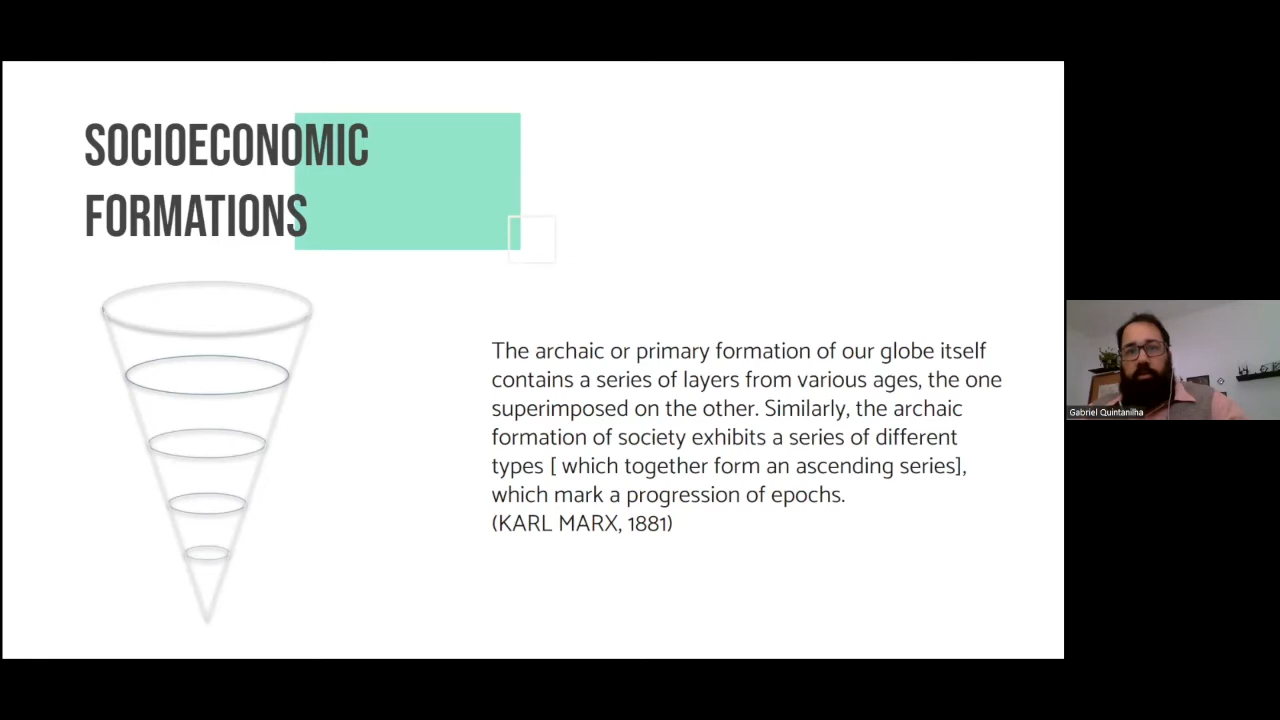 SOCIOECONOMIC
FORMATIONS
The archaic or primary formation of our globe itself
contains a series of layers from various ages, the one
superimposed on the other. Similarly, the archaic
formation of society exhibits a series of different
types [ which together form an ascending series],
which mark a progression of epochs.
(KARL MARX, 1881)
Gabriel Quintanilha